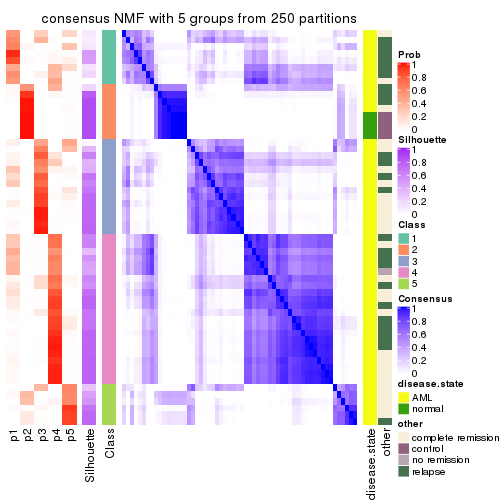 consensus NMF with 5 groups from 250 partitions
Prob
1
0.8
0.6
0.4
0.2
0
Silhouette
1
0.8
0.6
0.4
0.2
0
Class
1
2
3
4
5
Consensus
1
0.8
0.6
0.4
0.2
0
disease.state
AML
normal
other
complete remission
control
no remission
relapse
p1
p2
p3
p4
p5
Silhouette
Class
disease.state
other